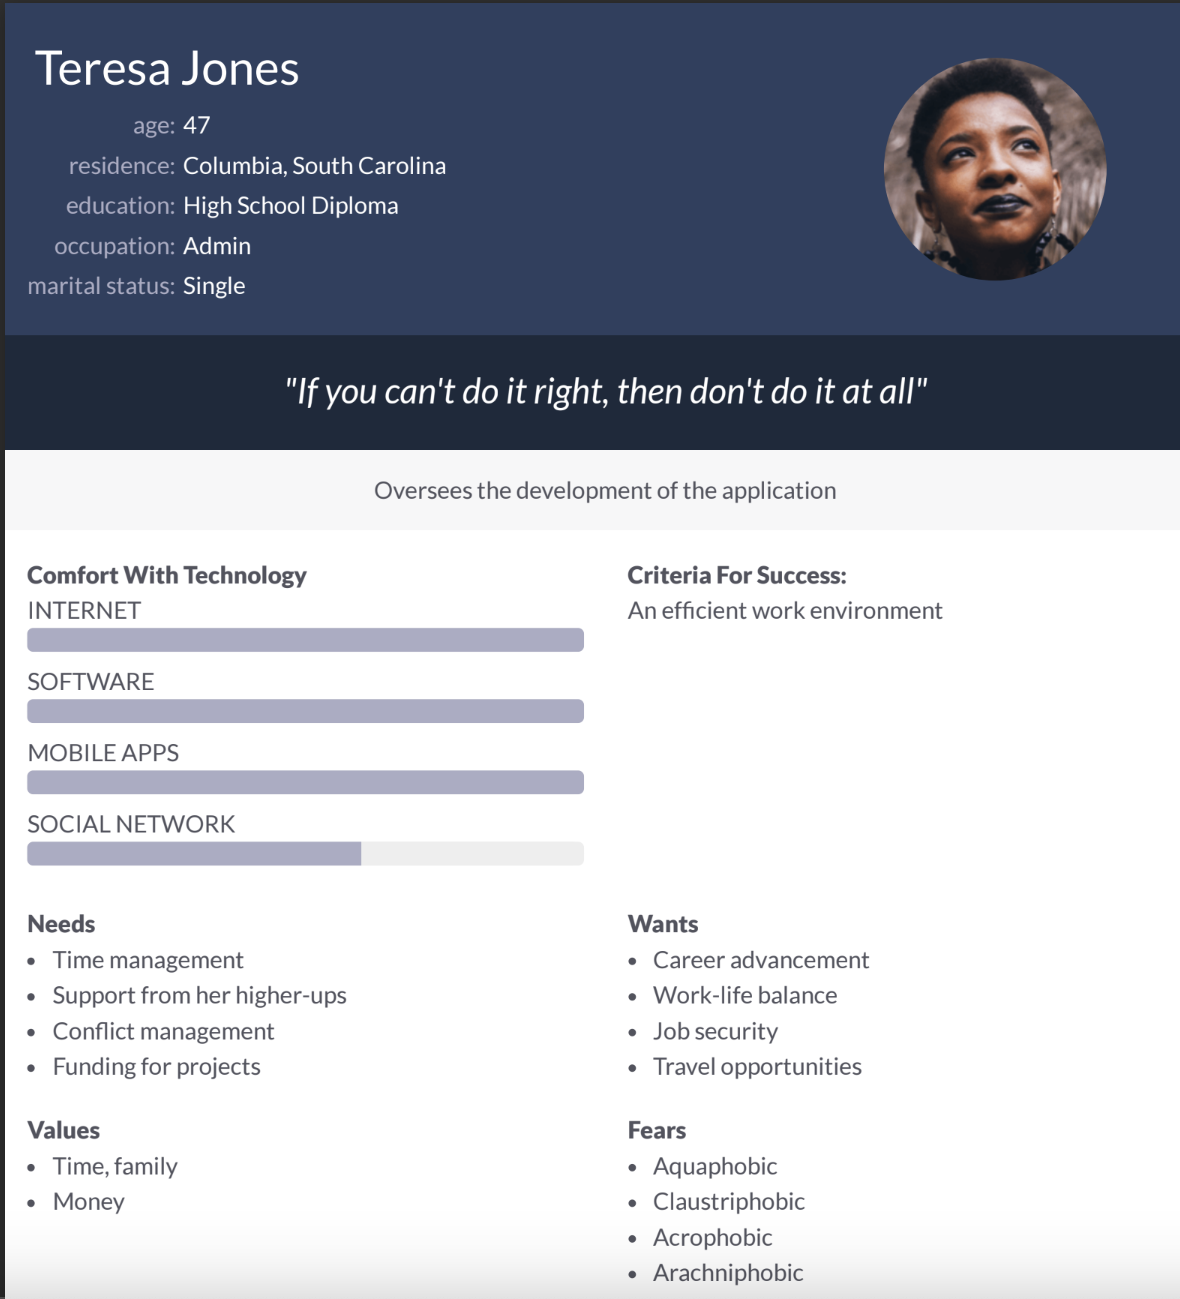 Teresa Jones
age: 47
residence: Columbia, South Carolina
education: High School Diploma
occupation: Admin
marital status: Single
"If you can't do it right, then don't do it at all"
Oversees the development of the application
Comfort With Technology
INTERNET
SOFTWARE
MOBILE APPS
SOCIAL NETWORK
Criteria For Success:
An efficient work environment
Needs
• Time management
• Support from her higher-ups
• Conflict management
• Funding for projects
Wants
• Career advancement
• Work-life balance
• Job security
• Travel opportunities
Values
• Time, family
• Money
Fears
• Aquaphobic
• Claustriphobic
• Acrophobic
• Arachniphobic